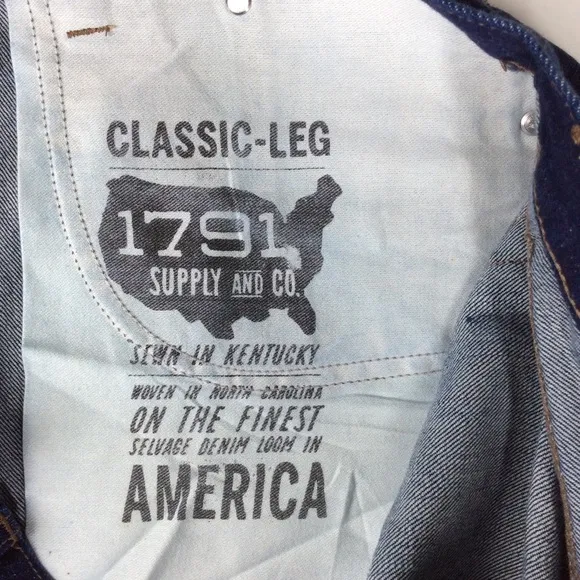 CLASSIC-LEG
1791
SUPPLY AND CO.
SEWN IN KENTUCKY
WOVEN IN NORTH CAROLINA
ON THE FINEST
SELVAGE DENIM LOOM IN
AMERICA